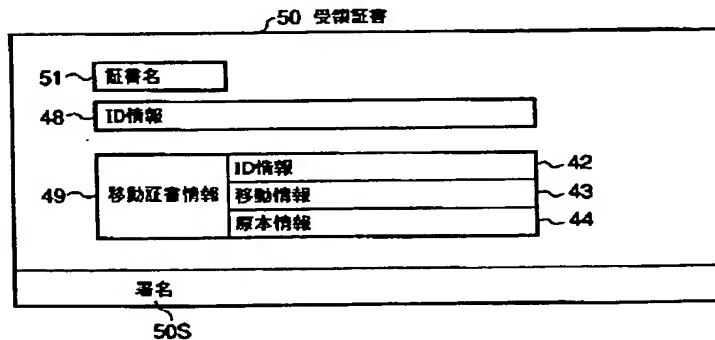 50 受領証書
51 証書名
48 ID情報
ID情報 42
49 移動証書情報 移動情報 43
原本情報 44
署名
50S